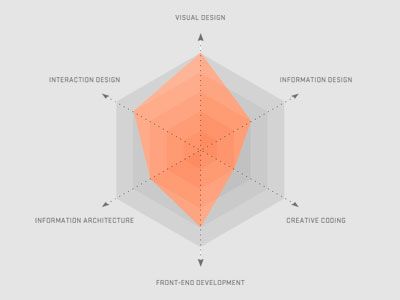 VISUAL DESIGN
INTERACTION DESIGN
INFORMATION DESIGN
INFORMATION ARCHITECTURE
CREATIVE CODING
FRONT-END DEVELOPMENT